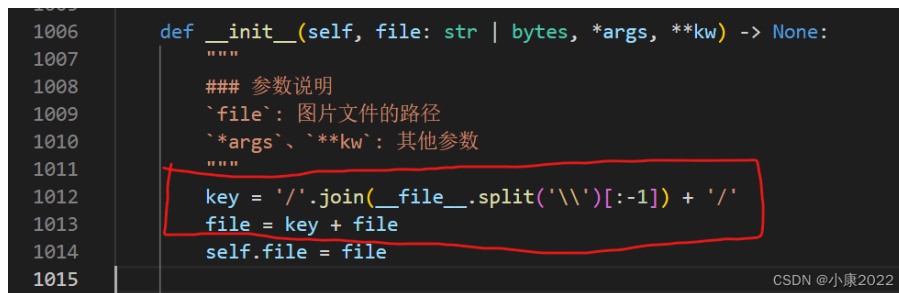 1006 def __init__(self, file: str | bytes, *args, **kw) -> None:
1007 """
1008 ### 参数说明
1009 `file`: 图片文件的路径
1010 `*args`、`**kw`: 其他参数
1011 """
1012 key = '/'.join(__file__.split('\\')[:-1]) + '/'
1013 file = key + file
1014 self.file = file
1015
CSDN @小康2022